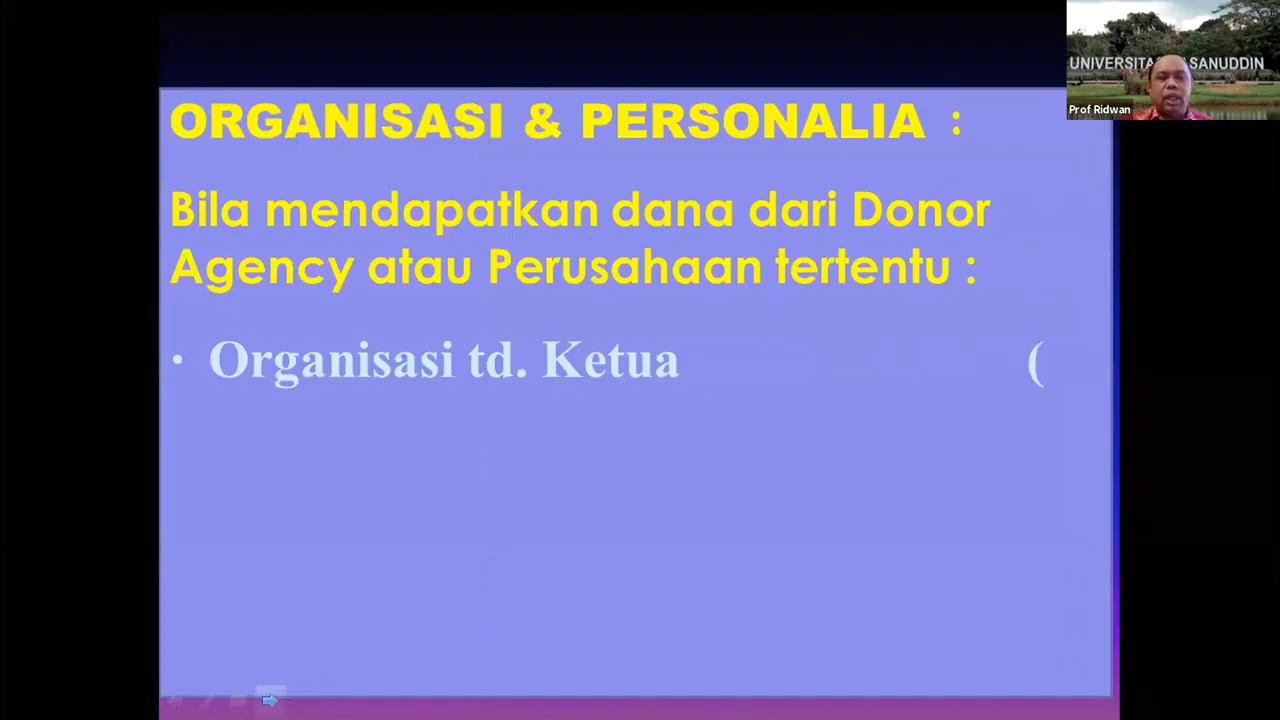 UNIVERSITA SANUDDIN
Prof Ridwan
ORGANISASI & PERSONALIA :
Bila mendapatkan dana dari Donor
Agency atau Perusahaan tertentu :
• Organisasi td. Ketua (